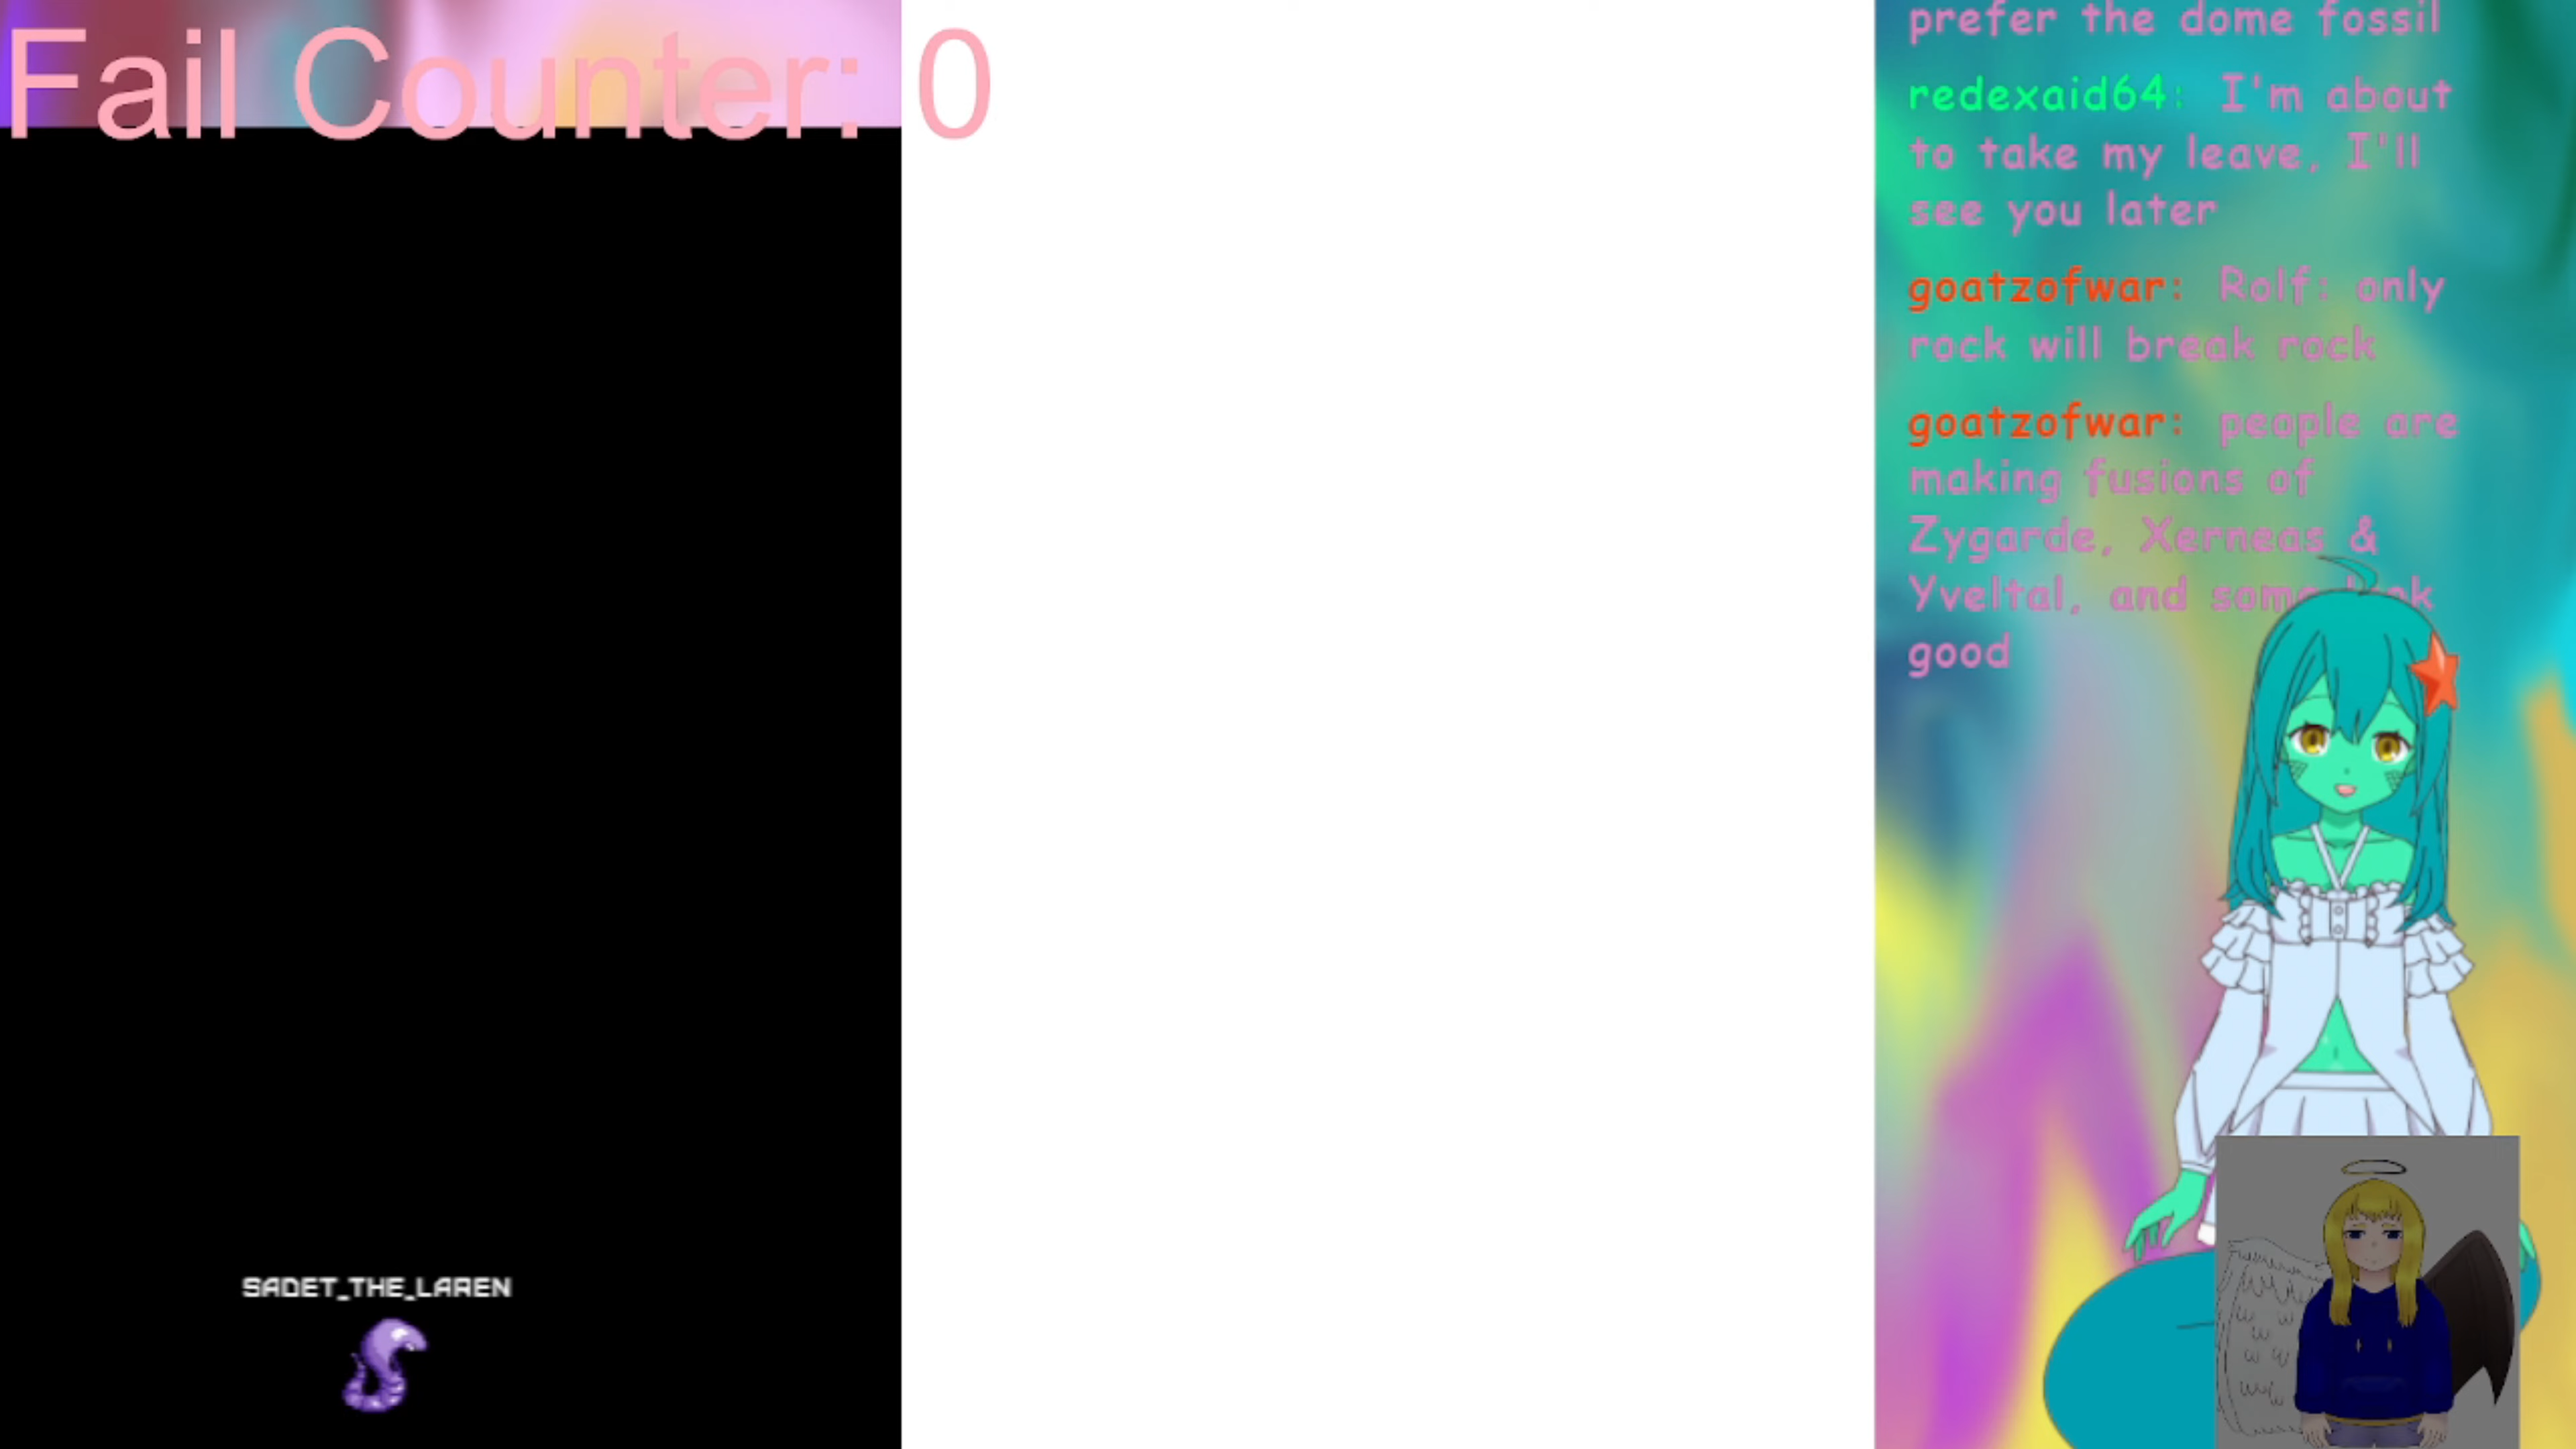 Fail Counter: 0
prefer the dome fossil
redexaid64: I'm about
to take my leave, I'll
see you later
goatzofwar: Rolf: only
rock will break rock
goatzofwar: people are
making fusions of
Zygarde, Xerneas &
Yveltal, and some
good
SADET_THE_LAREN